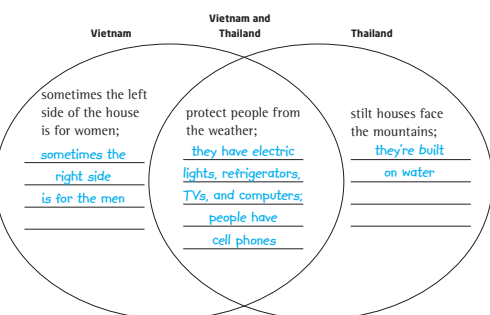 Vietnam
Vietnam and
Thailand
Thailand
sometimes the left
side of the house
is for women;
sometimes the
right side
is for the men
protect people from
the weather;
they have electric
lights, refrigerators,
TVs, and computers;
people have
cell phones
stilt houses face
the mountains;
they're built
on water